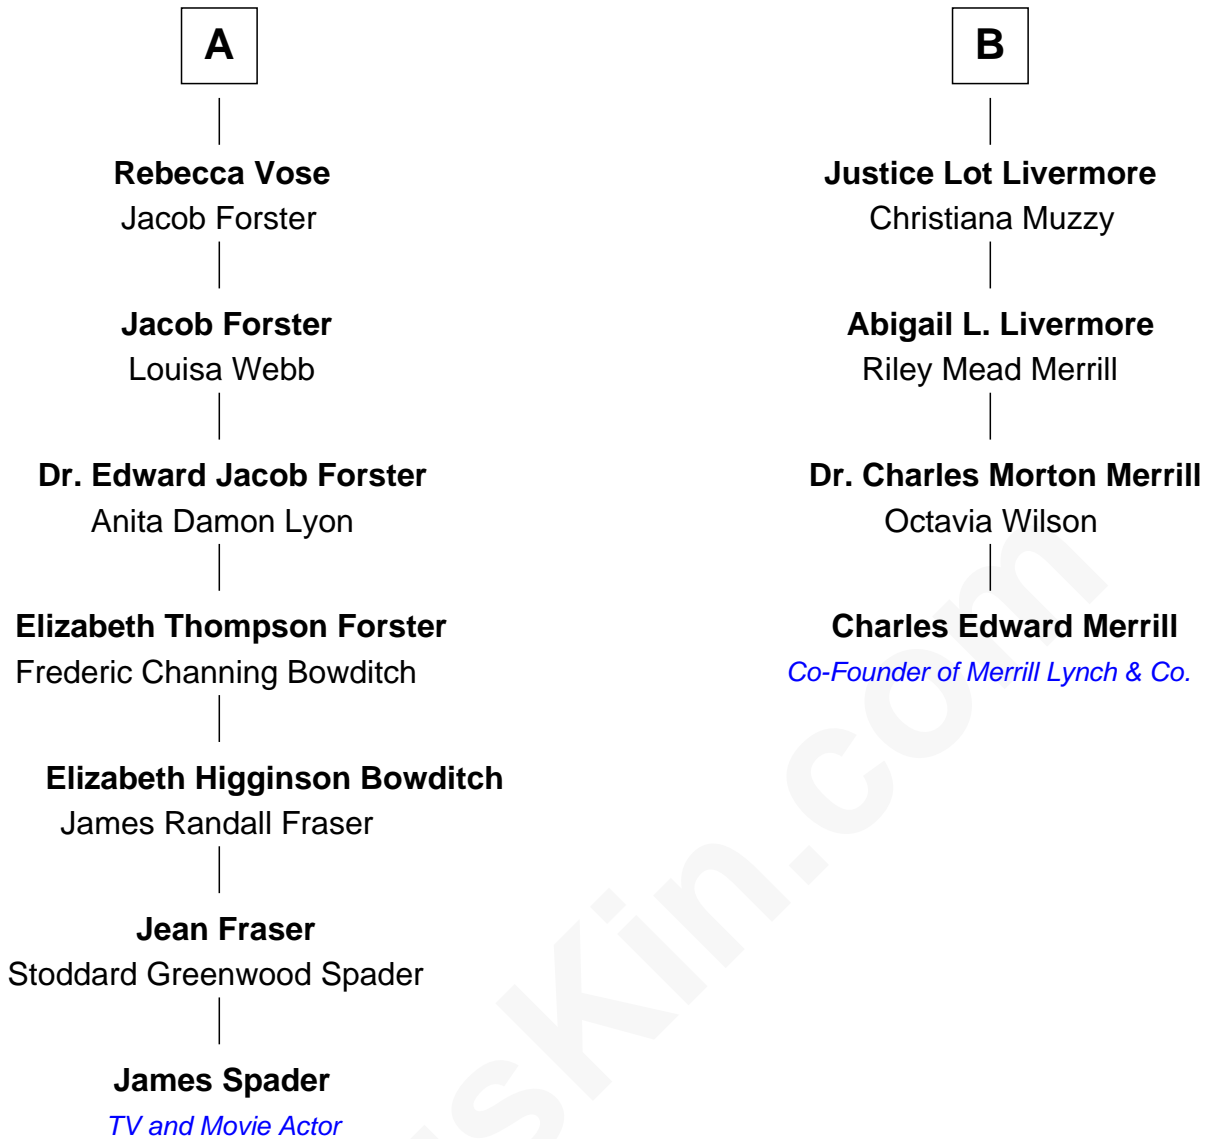 A
Rebecca Vose
Jacob Forster
Jacob Forster
Louisa Webb
Dr. Edward Jacob Forster
Anita Damon Lyon
Elizabeth Thompson Forster
Frederic Channing Bowditch
Elizabeth Higginson Bowditch
James Randall Fraser
Jean Fraser
Stoddard Greenwood Spader
James Spader
TV and Movie Actor
B
Justice Lot Livermore
Christiana Muzzy
Abigail L. Livermore
Riley Mead Merrill
Dr. Charles Morton Merrill
Octavia Wilson
Charles Edward Merrill
Co-Founder of Merrill Lynch & Co.
sKin.com